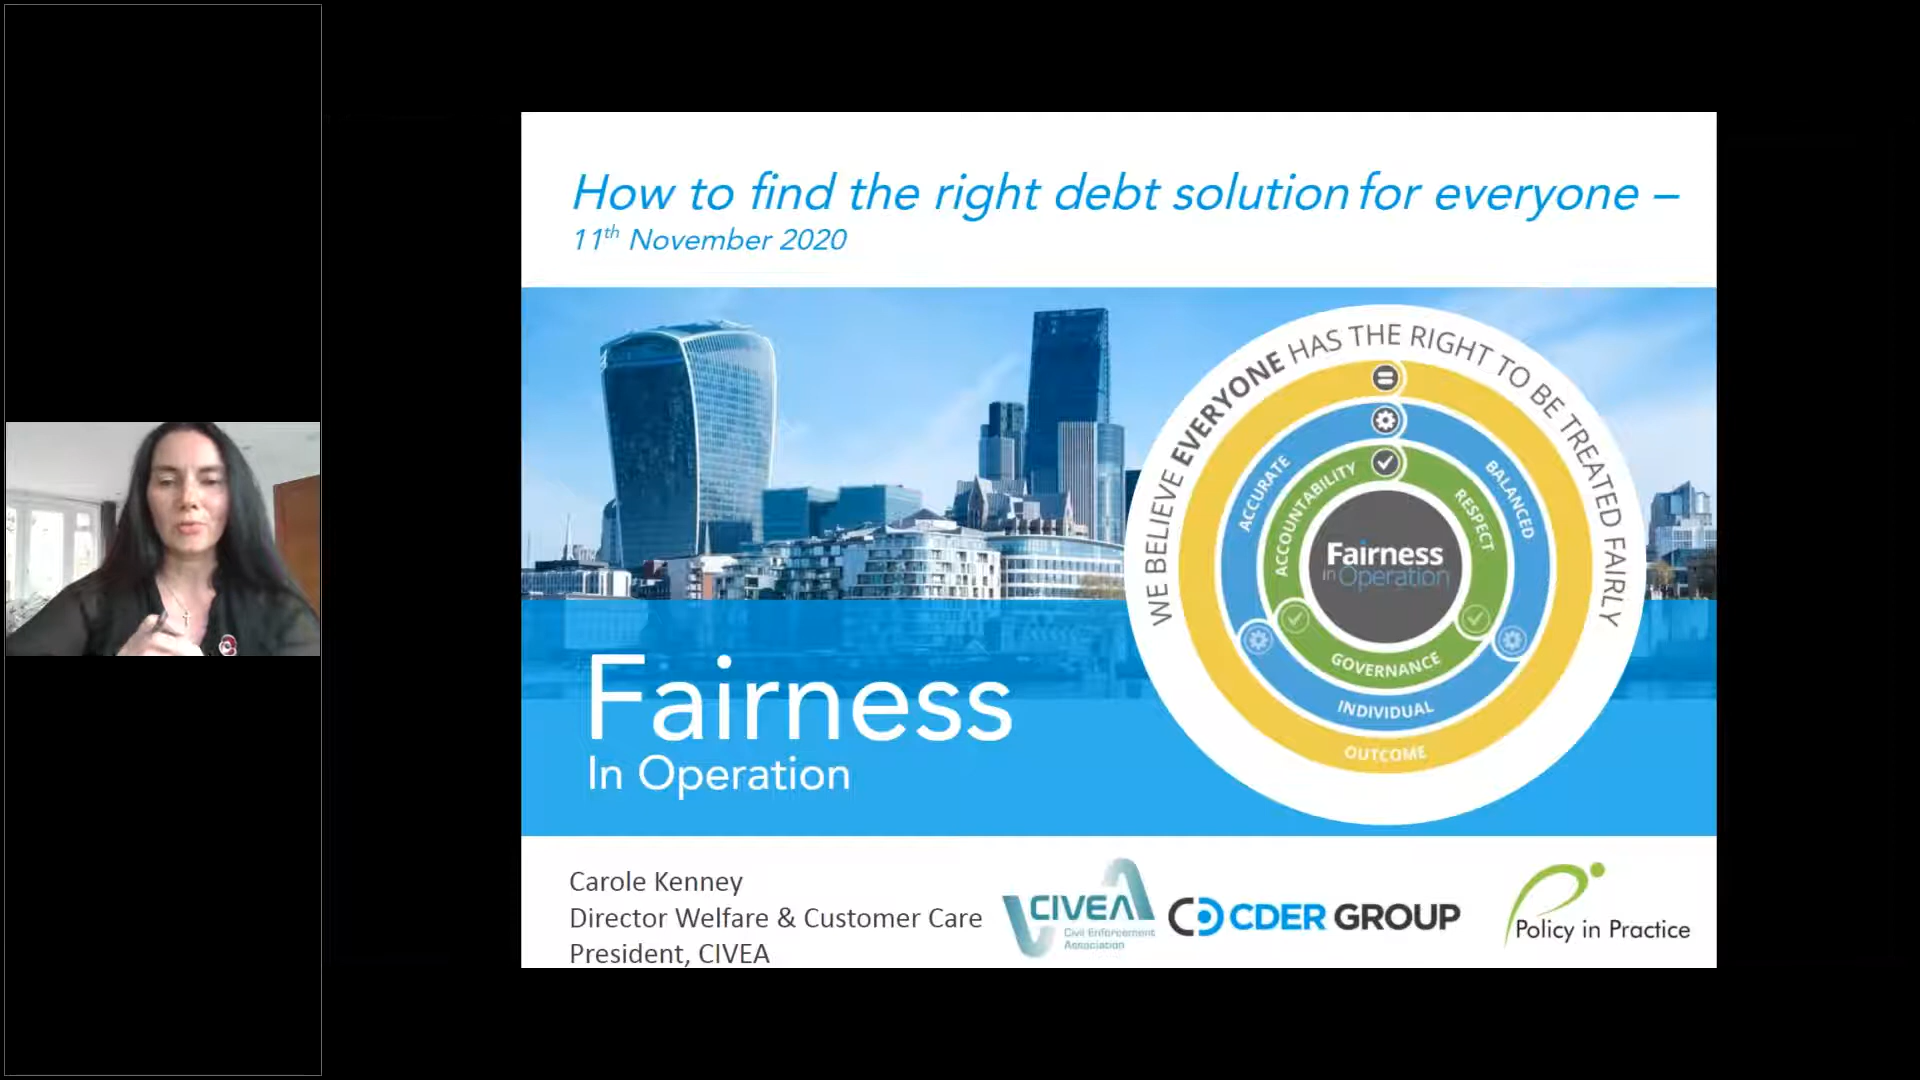 How to find the right debt solution for everyone –
11th November 2020
WE BELIEVE EVERYONE HAS THE RIGHT TO BE TREATED FAIRLY
ACCURATE
BALANCED
ACCOUNTABILITY
RESPECT
Fairness
in Operation
GOVERNANCE
INDIVIDUAL
OUTCOME
Fairness
In Operation
Carole Kenney
Director Welfare & Customer Care
President, CIVEA
CIVEA
Civil Enforcement
Association
CDER GROUP
Policy in Practice